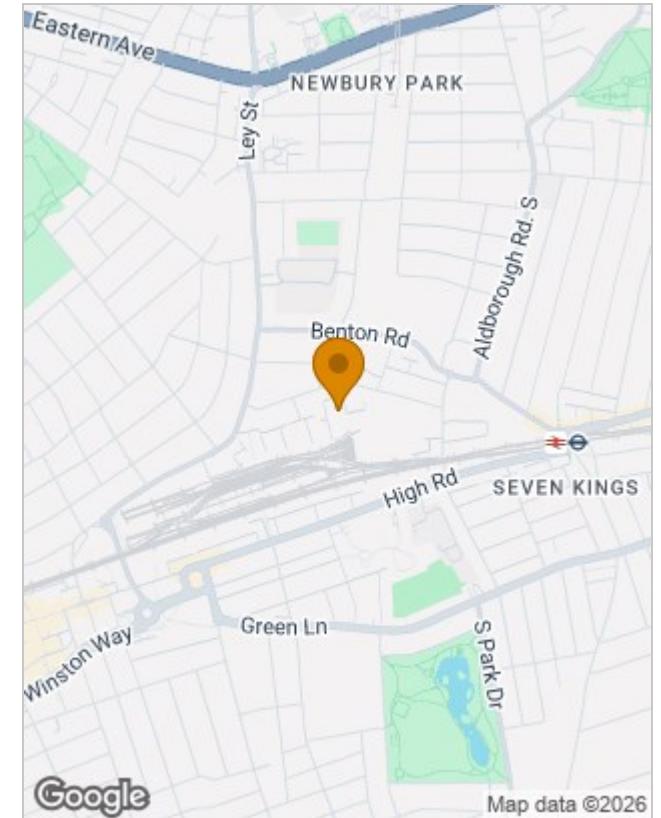 Eastern Ave
NEWBURY PARK
Ley St
Aldborough Rd. S
Benton Rd
High Rd
SEVEN KINGS
Green Ln
Winston Way
S Park Dr
Google
Map data ©2026